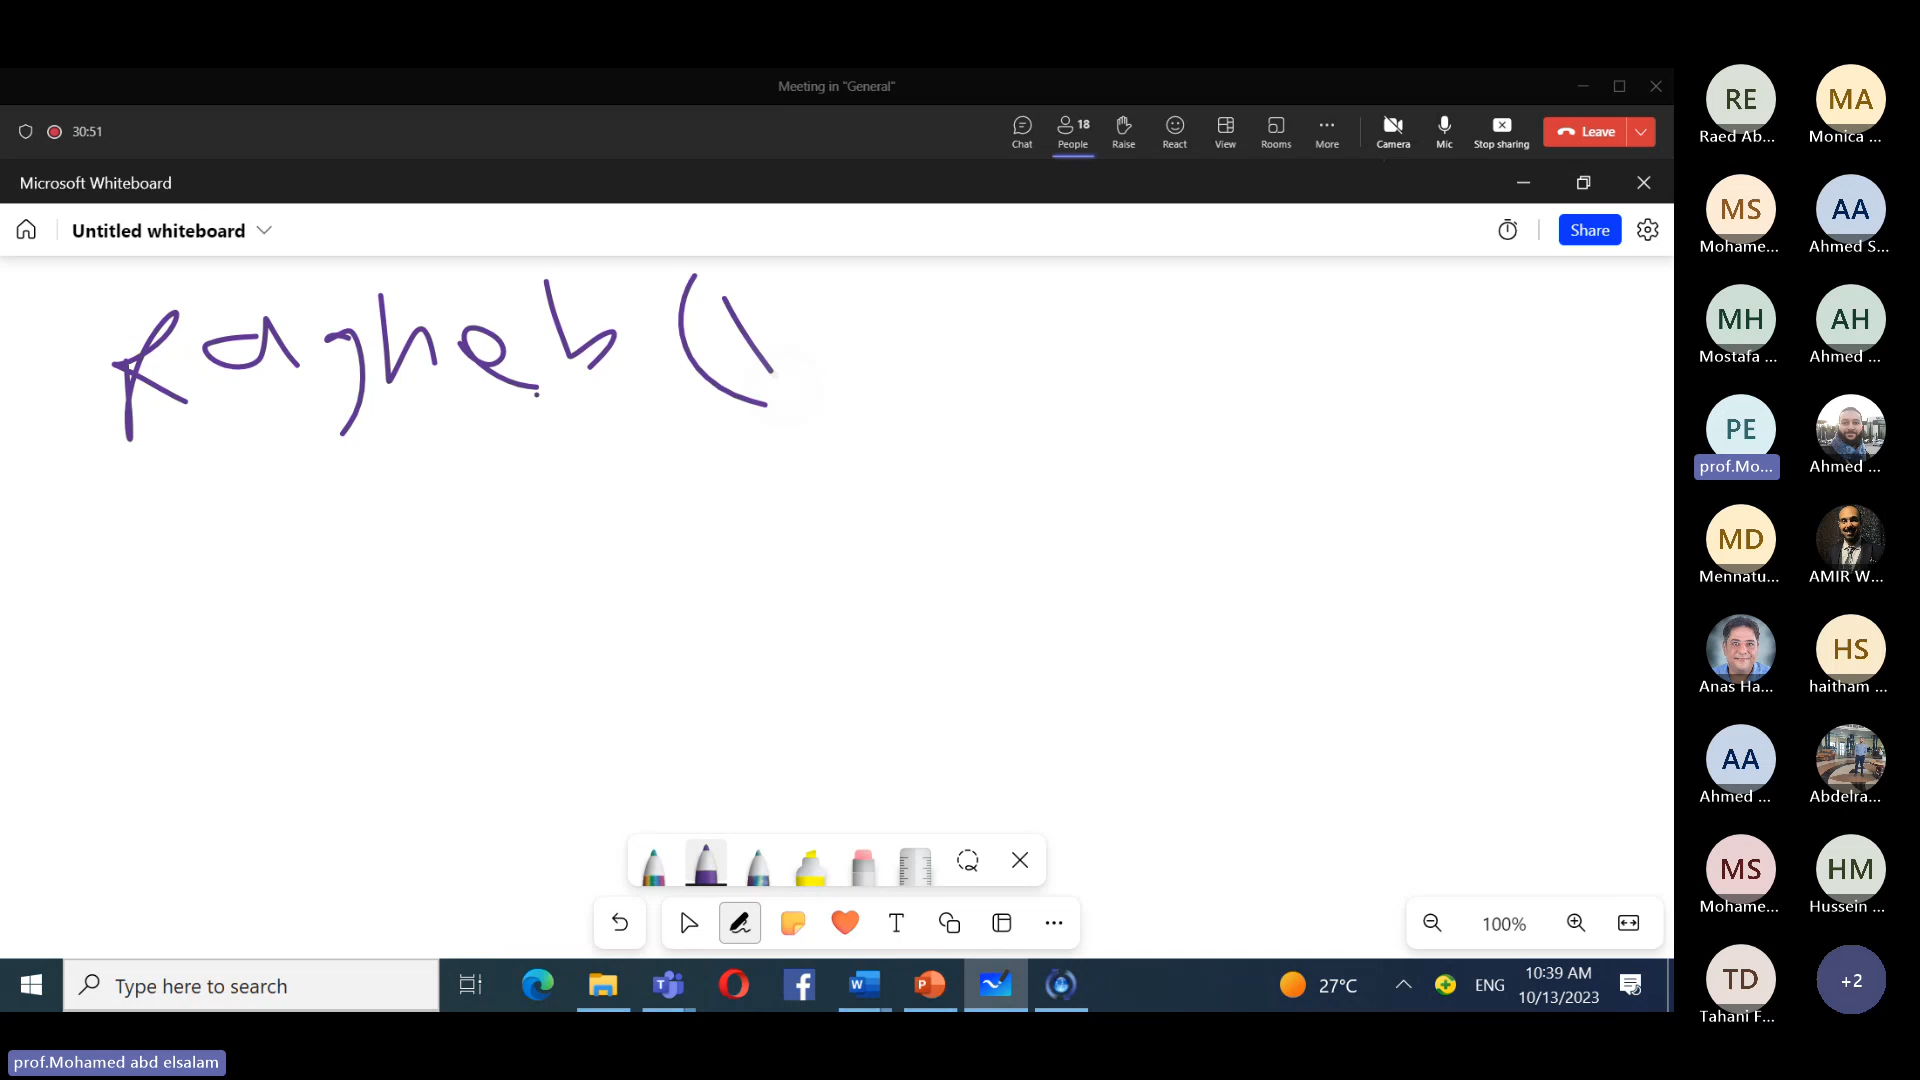 Meeting in "General"
30:51
Chat
18
People
Raise
React
View
Rooms
More
Camera
Mic
Stop sharing
Leave
Microsoft Whiteboard
Untitled whiteboard
Share
Ragheb (\
T
100%
Type here to search
27°C
ENG
10:39 AM
10/13/2023
RE
Raed Ab...
MA
Monica ...
MS
Mohame...
AA
Ahmed S...
MH
Mostafa ...
AH
Ahmed ...
PE
prof.Mo...
Ahmed ...
MD
Mennatu...
AMIR W...
Anas Ha...
HS
haitham ...
AA
Ahmed ...
Abdelra...
MS
Mohame...
HM
Hussein ...
TD
Tahani F...
+2
prof.Mohamed abd elsalam